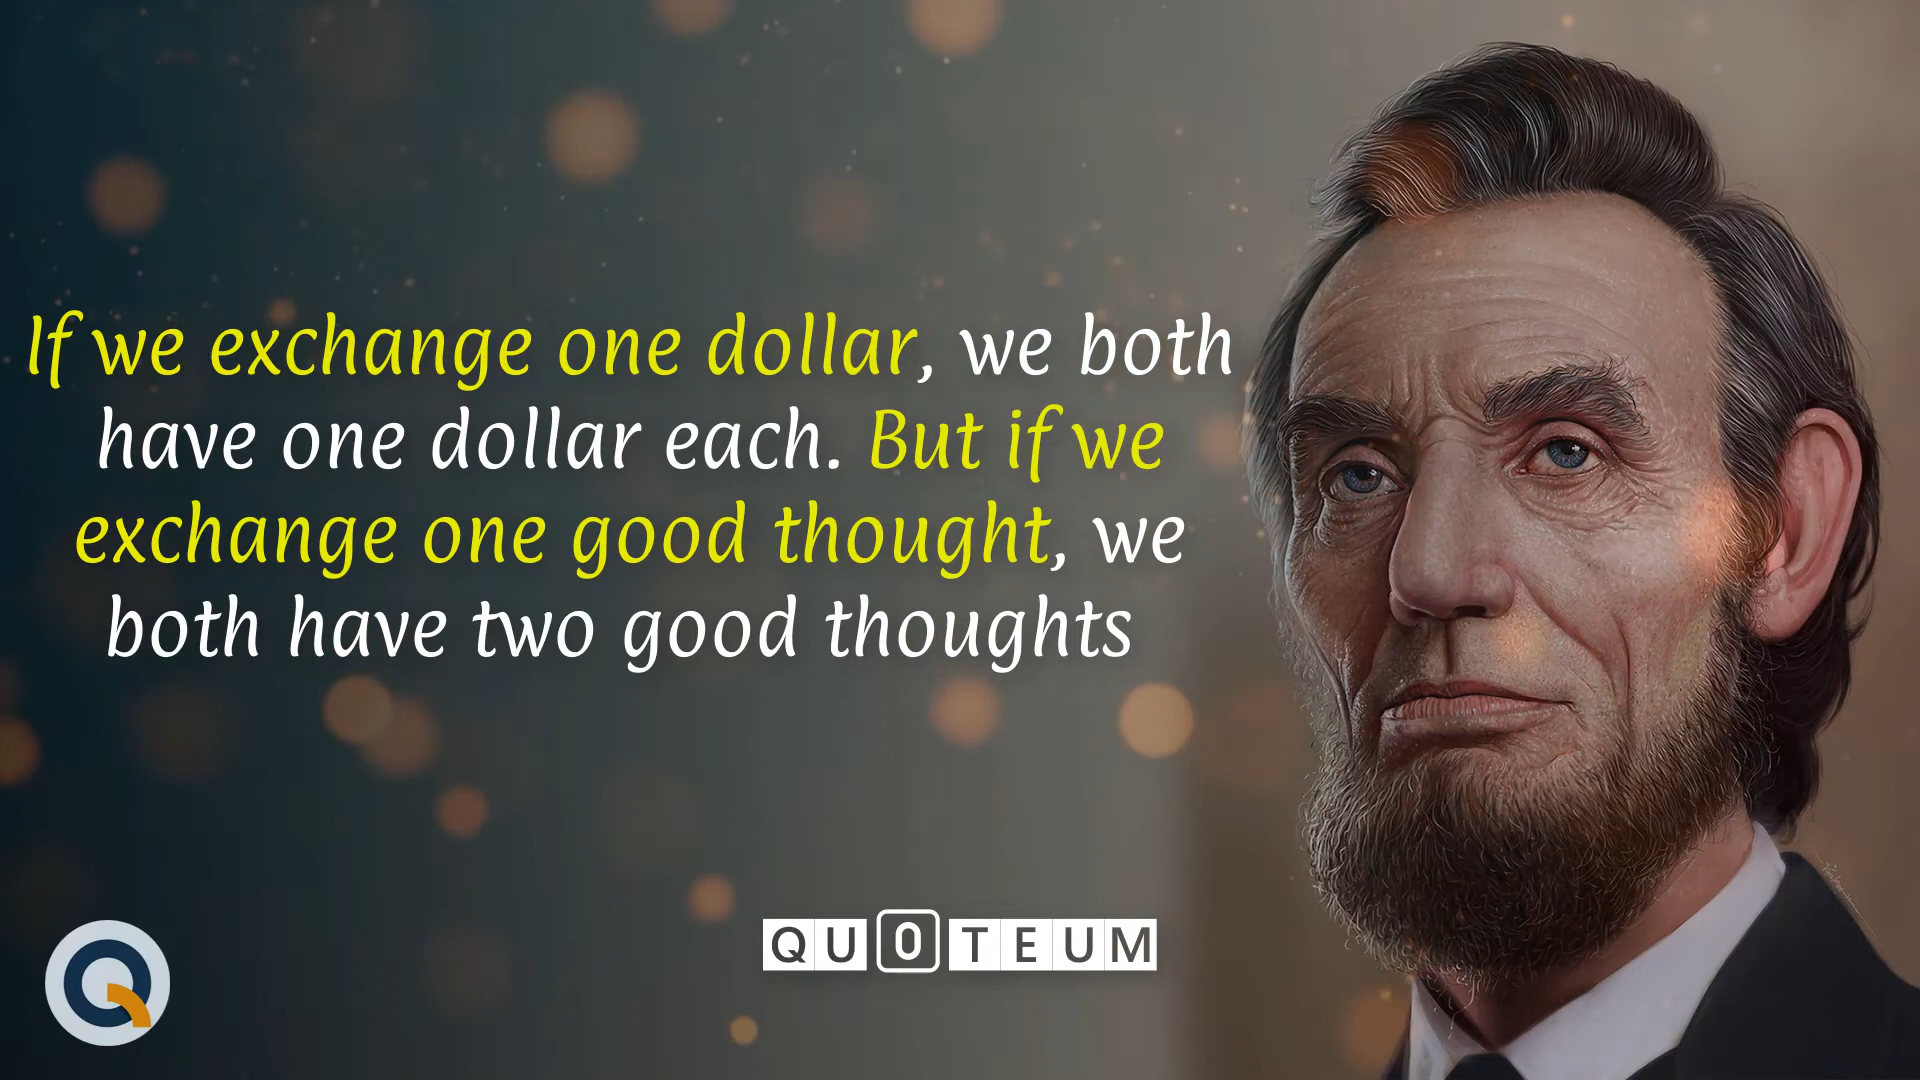 If we exchange one dollar, we both
have one dollar each. But if we
exchange one good thought, we
both have two good thoughts
QUOTEUM